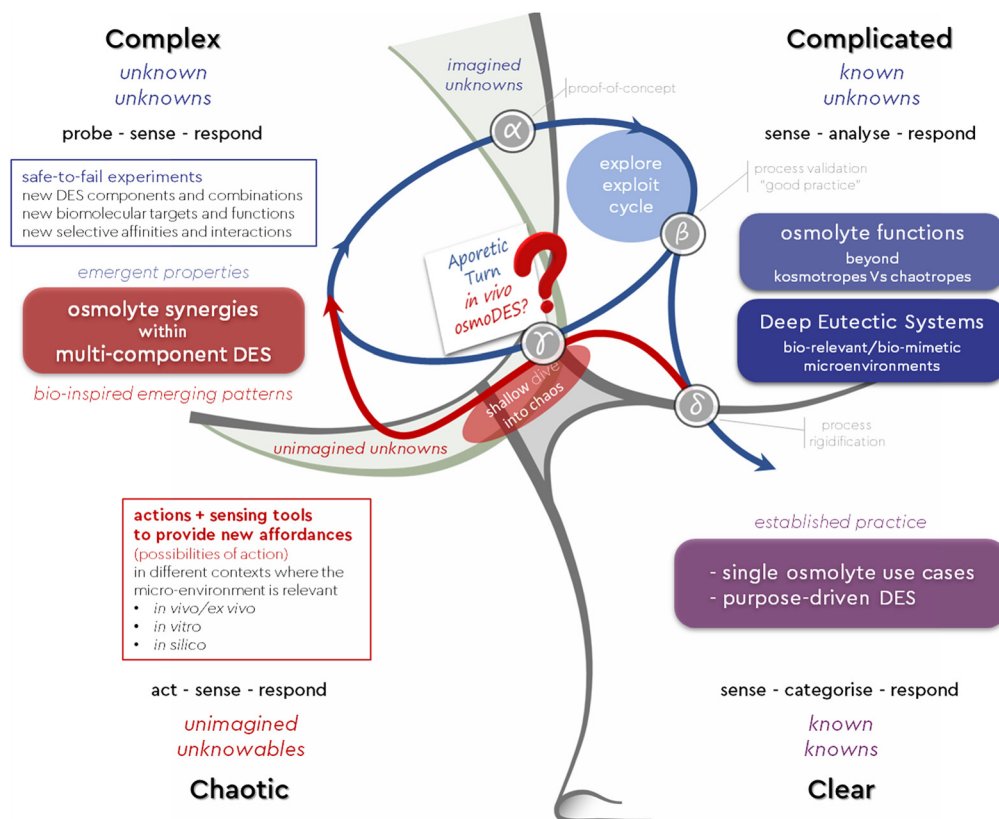 Complex
unknown
unknowns
probe - sense - respond
safe-to-fail experiments
new DES components and combinations
new biomolecular targets and functions
new selective affinities and interactions
emergent properties
osmolyte synergies
within
multi-component DES
bio-inspired emerging patterns
imagined
unknowns
α
proof-of-concept
explore
exploit
cycle
Aporetic
Turn
in vivo
osmoDES?
?
γ
shallow dive
into chaos
unimagined unknowns
Complicated
known
unknowns
sense - analyse - respond
process validation
"good practice"
β
osmolyte functions
beyond
kosmotropes Vs chaotropes
Deep Eutectic Systems
bio-relevant/bio-mimetic
microenvironments
δ
process
rigidification
actions + sensing tools
to provide new affordances
(possibilities of action)
in different contexts where the
micro-environment is relevant
• in vivo/ex vivo
• in vitro
• in silico
act - sense - respond
unimagined
unknowables
Chaotic
established practice
- single osmolyte use cases
- purpose-driven DES
sense - categorise - respond
known
knowns
Clear